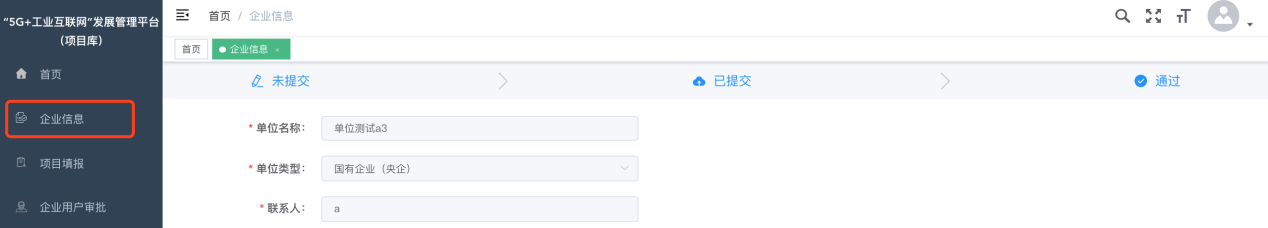 “5G+工业互联网”发展管理平台
（项目库）
首页
企业信息
项目填报
企业用户审批
首页 / 企业信息
首页
企业信息 ×
未提交
已提交
通过
* 单位名称： 单位测试a3
* 单位类型： 国有企业（央企）
* 联系人： a